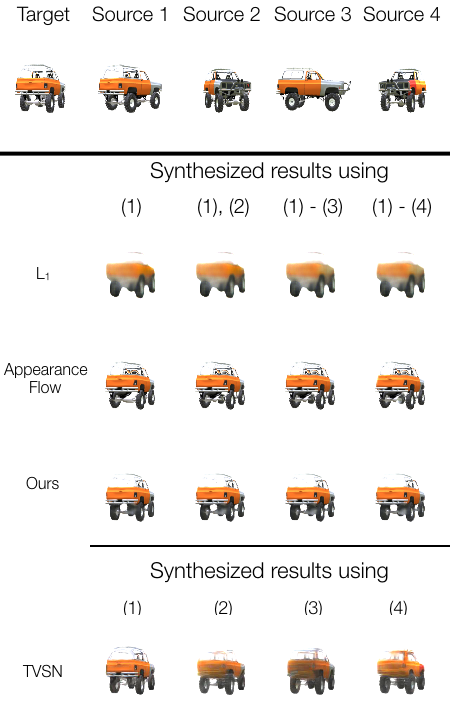 Target Source 1 Source 2 Source 3 Source 4
Synthesized results using
(1) (1), (2) (1) - (3) (1) - (4)
L₁
Appearance
Flow
Ours
Synthesized results using
(1) (2) (3) (4)
TVSN